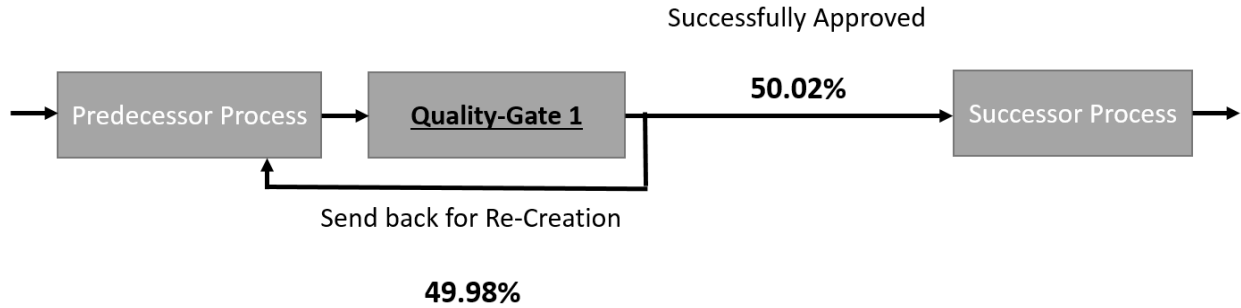 Successfully Approved
50.02%
Predecessor Process
Quality-Gate 1
Successor Process
Send back for Re-Creation
49.98%